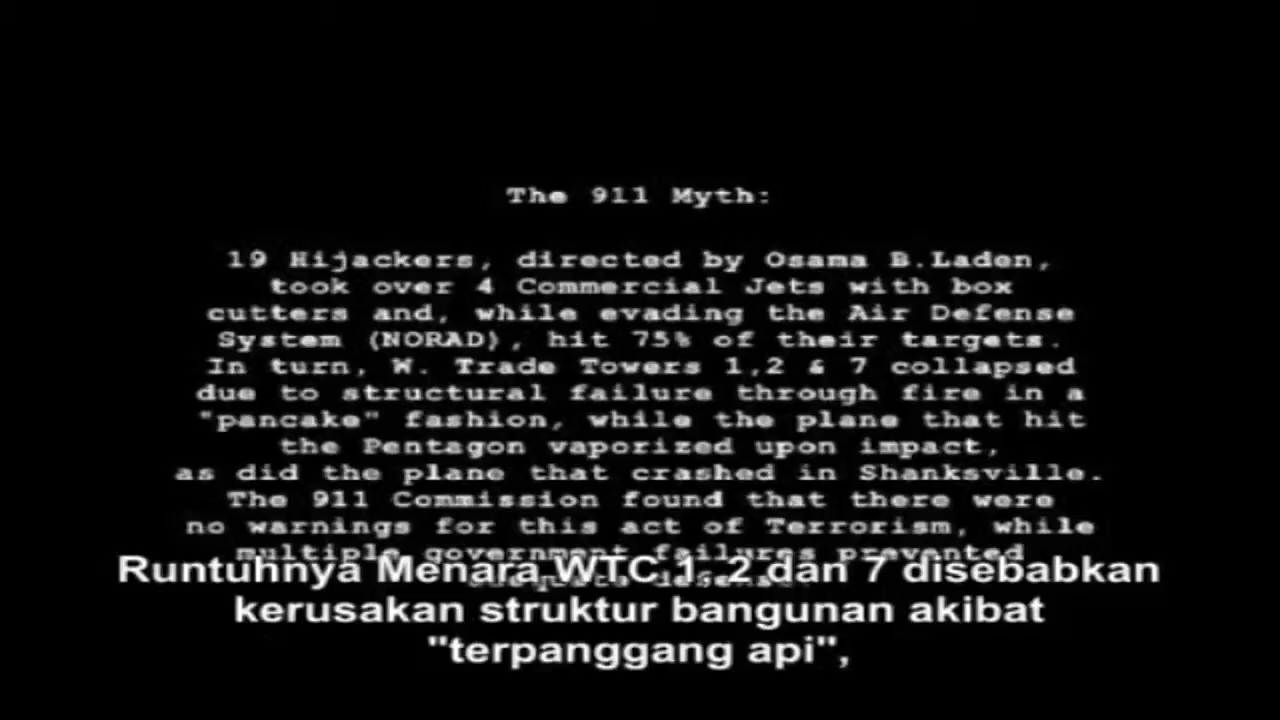 The 911 Myth:
19 Hijackers, directed by Osama B.Laden,
took over 4 Commercial Jets with box
cutters and, while evading the Air Defense
System (NORAD), hit 75% of their targets.
In turn, W. Trade Towers 1,2 & 7 collapsed
due to structural failure through fire in a
"pancake" fashion, while the plane that hit
the Pentagon vaporized upon impact,
as did the plane that crashed in Shanksville.
The 911 Commission found that there were
no warnings for this act of Terrorism, while
multiple government failures prevented
Runtuhnya Menara WTC 1, 2 dan 7 disebabkan
kerusakan struktur bangunan akibat
"terpanggang api",